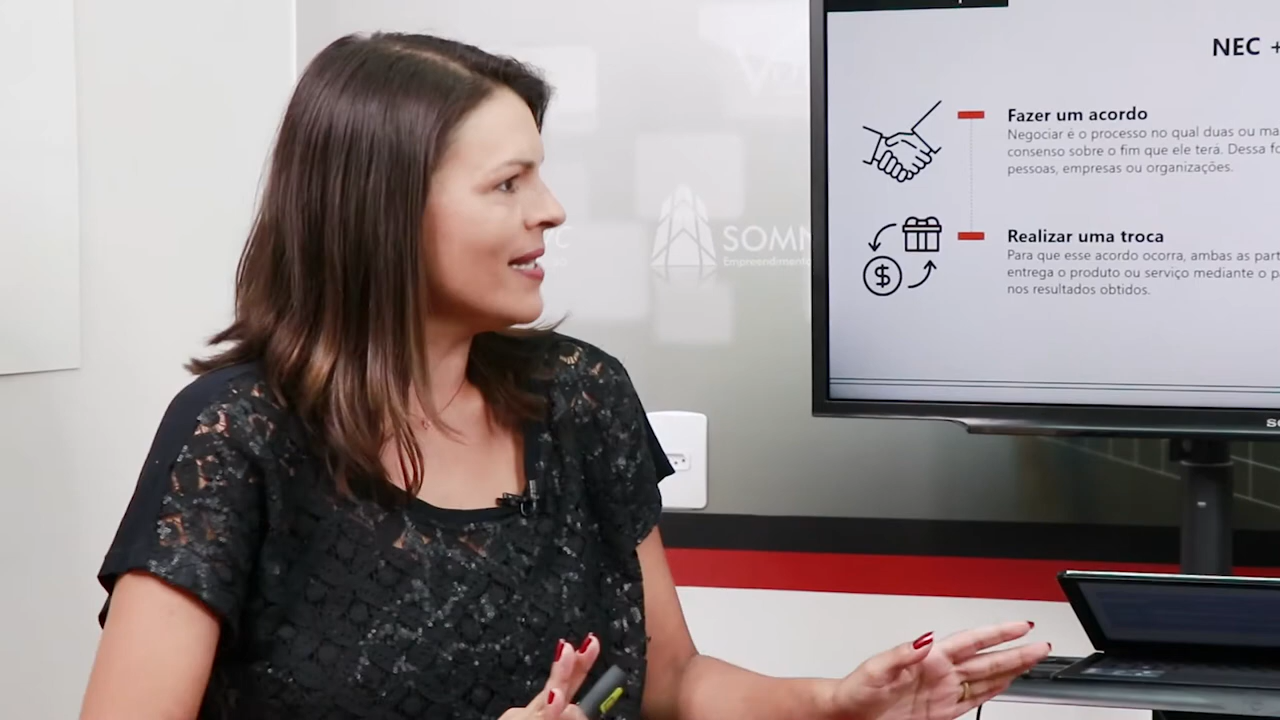 NEC +
Fazer um acordo
Negociar é o processo no qual duas ou ma
consenso sobre o fim que ele terá. Dessa fo
pessoas, empresas ou organizações.
Realizar uma troca
Para que esse acordo ocorra, ambas as part
entrega o produto ou serviço mediante o p
nos resultados obtidos.
$
SOMN
Empreendimento